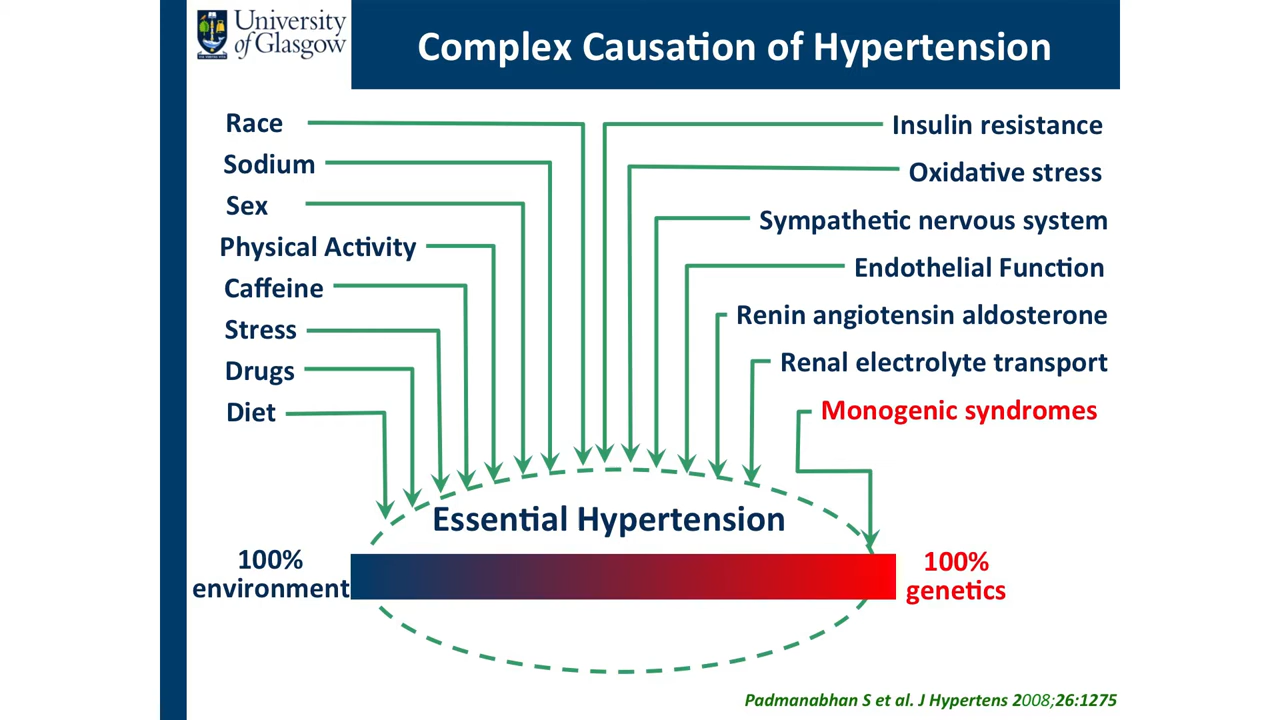 University
of Glasgow
Complex Causation of Hypertension
Race
Sodium
Sex
Physical Activity
Caffeine
Stress
Drugs
Diet
Insulin resistance
Oxidative stress
Sympathetic nervous system
Endothelial Function
Renin angiotensin aldosterone
Renal electrolyte transport
Monogenic syndromes
Essential Hypertension
100%
environment
100%
genetics
Padmanabhan S et al. J Hypertens 2008;26:1275